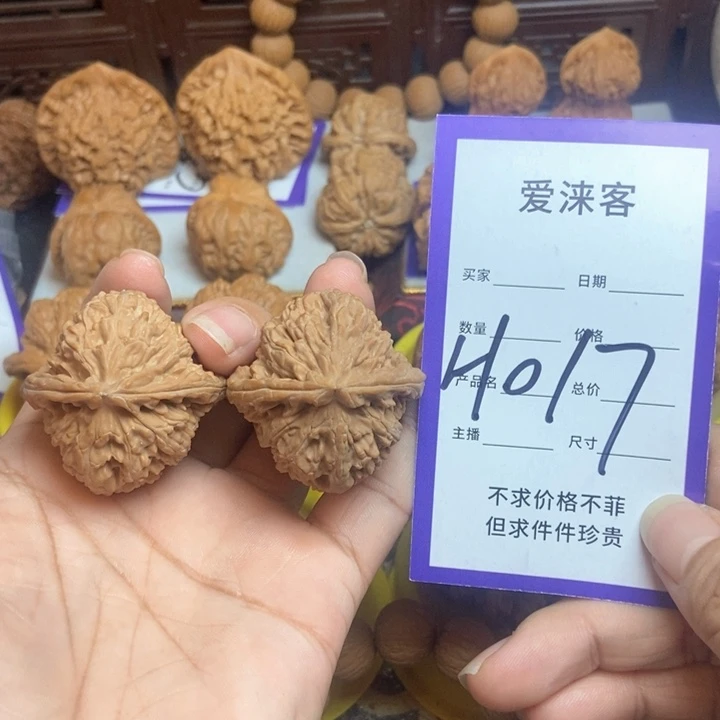 爱涞客
买家 日期
数量 价格
H017
产品名 总价
主播 尺寸
不求价格不菲
但求件件珍贵